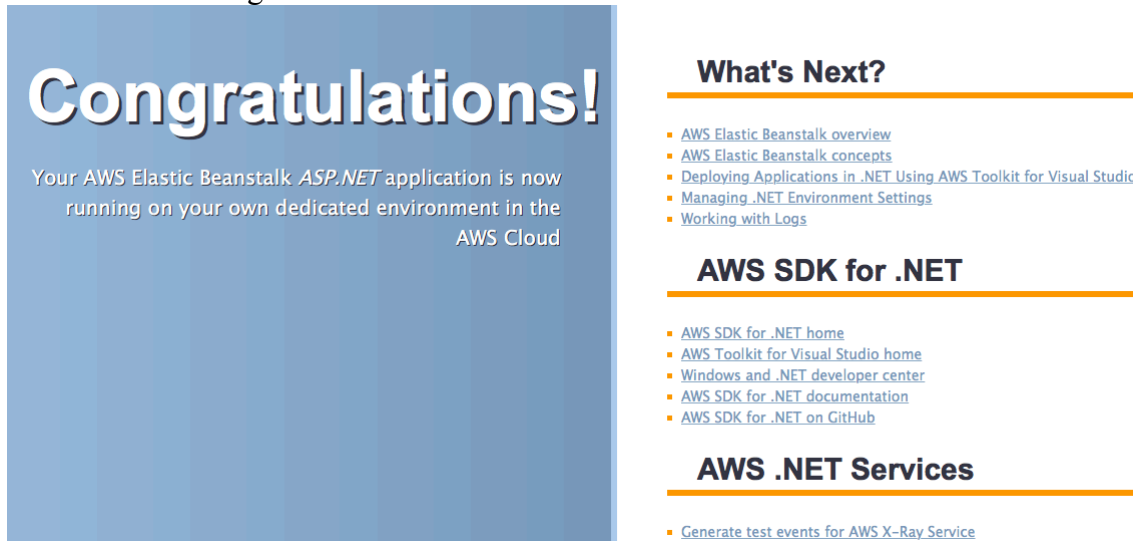 Congratulations!
Your AWS Elastic Beanstalk ASP.NET application is now
running on your own dedicated environment in the
AWS Cloud
What's Next?
AWS Elastic Beanstalk overview
AWS Elastic Beanstalk concepts
Deploying Applications in .NET Using AWS Toolkit for Visual Studio
Managing .NET Environment Settings
Working with Logs
AWS SDK for .NET
AWS SDK for .NET home
AWS Toolkit for Visual Studio home
Windows and .NET developer center
AWS SDK for .NET documentation
AWS SDK for .NET on GitHub
AWS .NET Services
Generate test events for AWS X-Ray Service